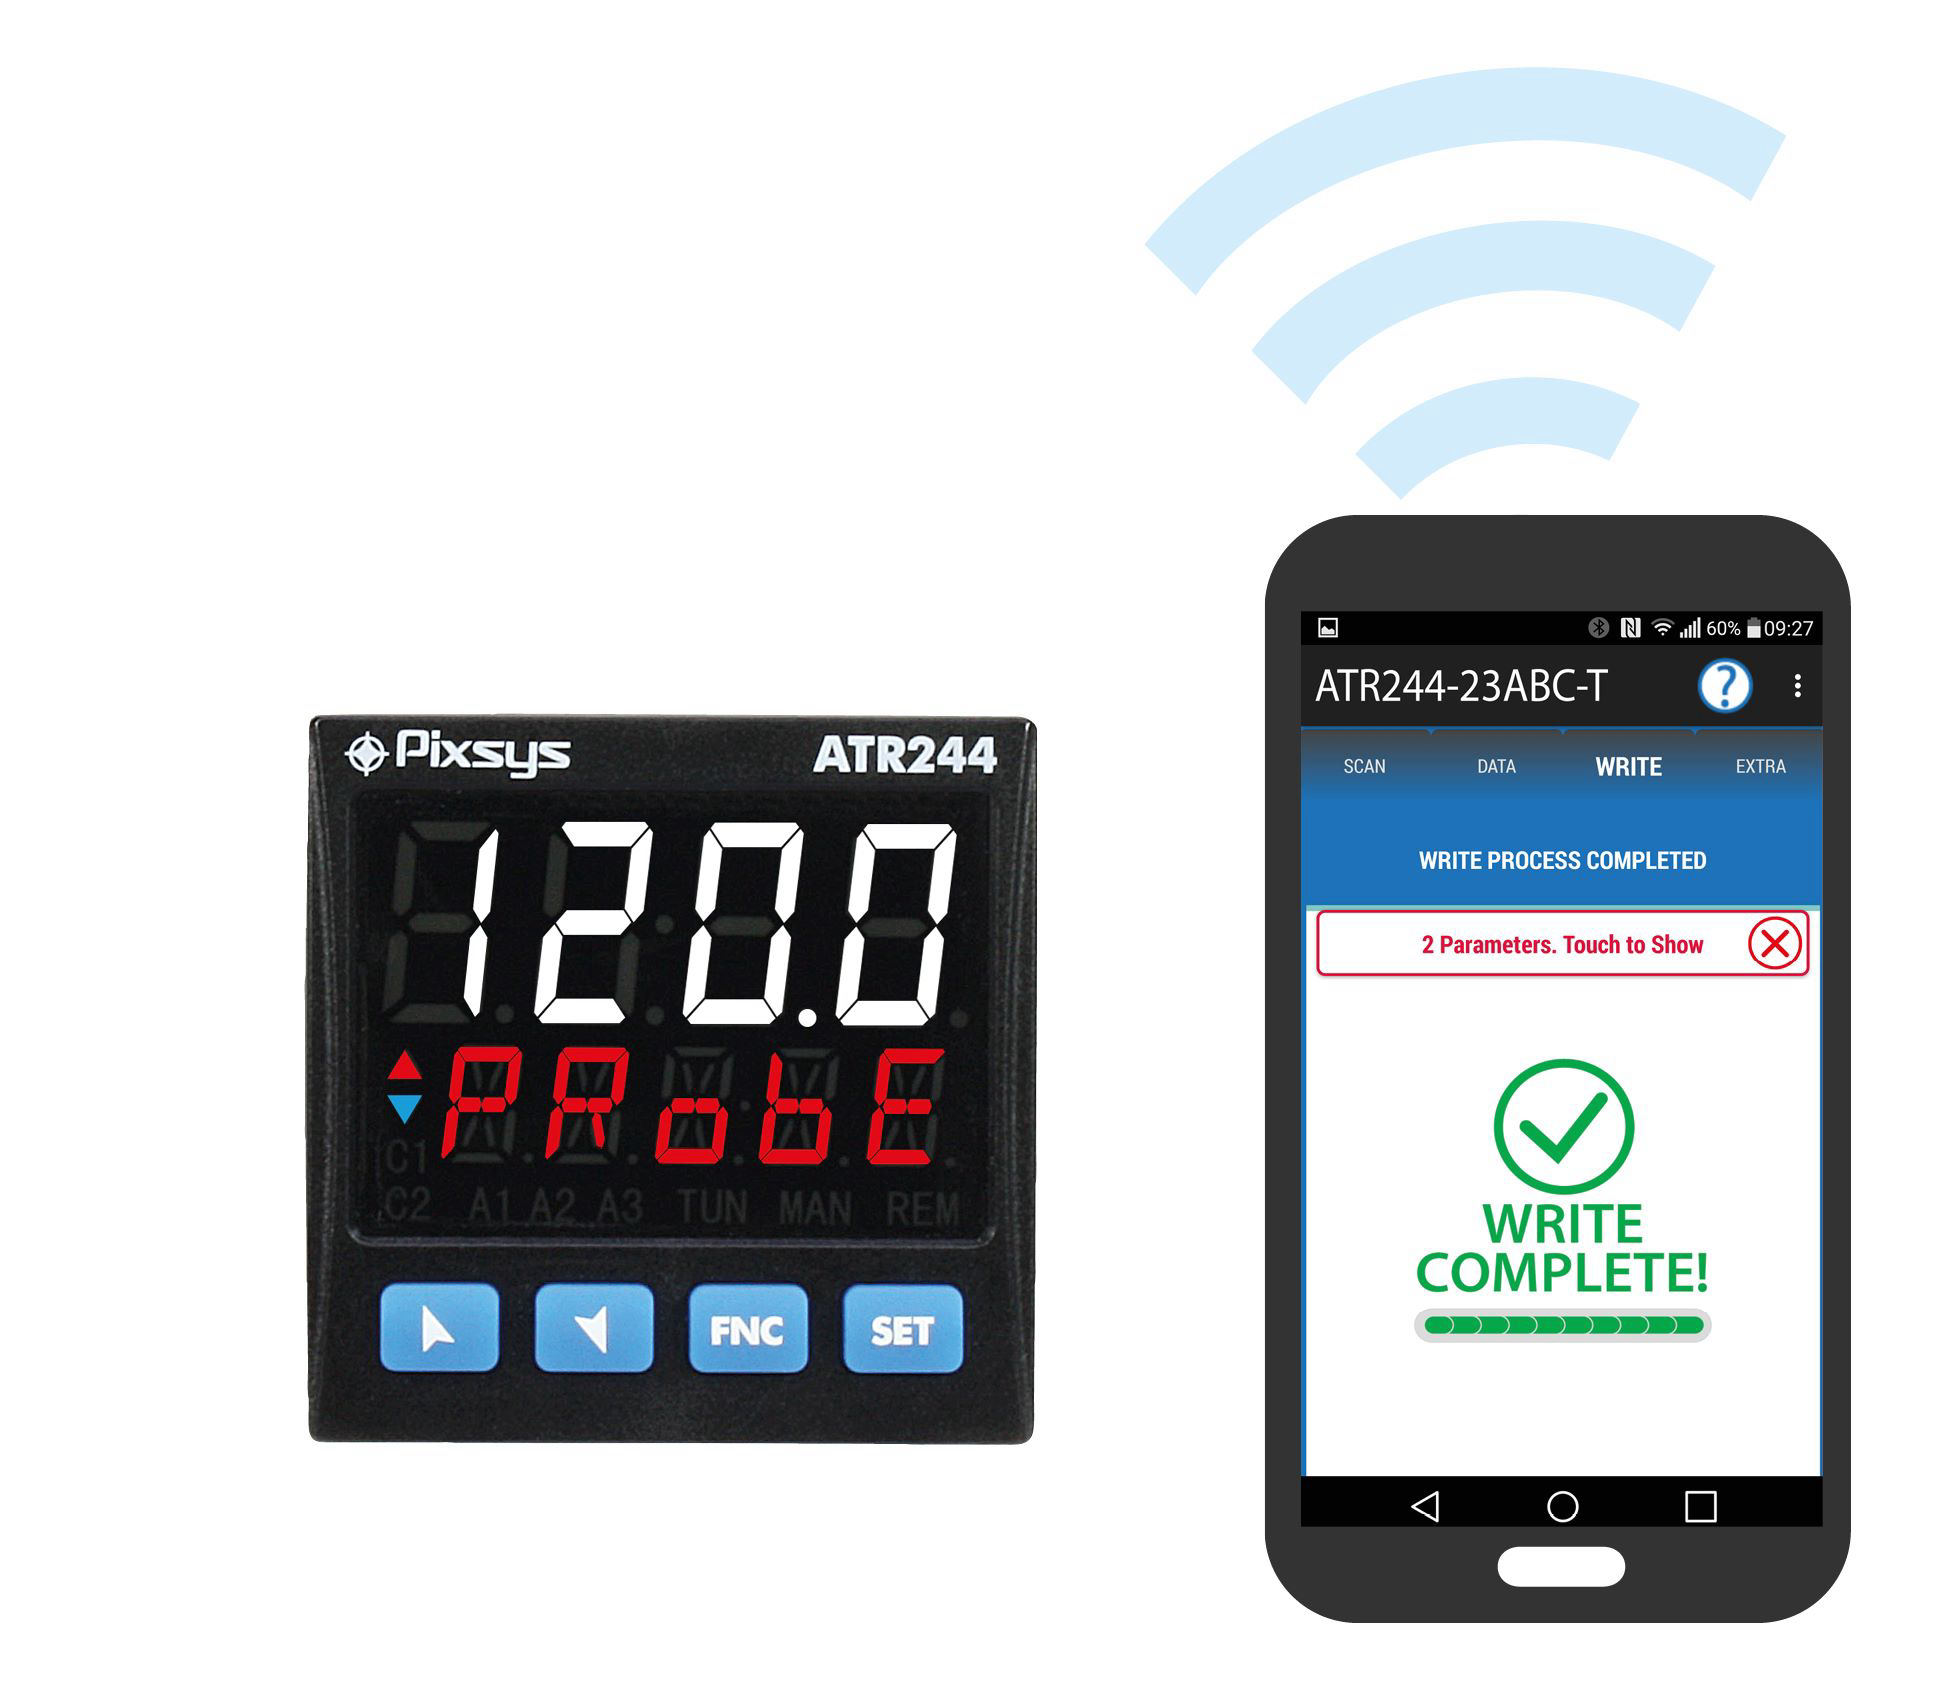 Pixsys ATR244
120.0
PRobE
C1
C2 A1 A2 A3 TUN MAN REM
FNC SET
60% 09:27
ATR244-23ABC-T ?
SCAN DATA WRITE EXTRA
WRITE PROCESS COMPLETED
2 Parameters. Touch to Show
WRITE
COMPLETE!